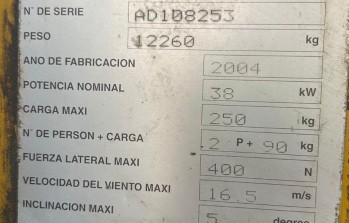 N° DE SERIE AD108253
PESO 12260 kg
ANO DE FABRICACION 2004
POTENCIA NOMINAL 38 kW
CARGA MAXI 250 kg
N° DE PERSON + CARGA 2 P + 90 kg
FUERZA LATERAL MAXI 400 N
VELOCIDAD DEL VIENTO MAXI 16.5 m/s
INCLINACION MAXI 5 degree